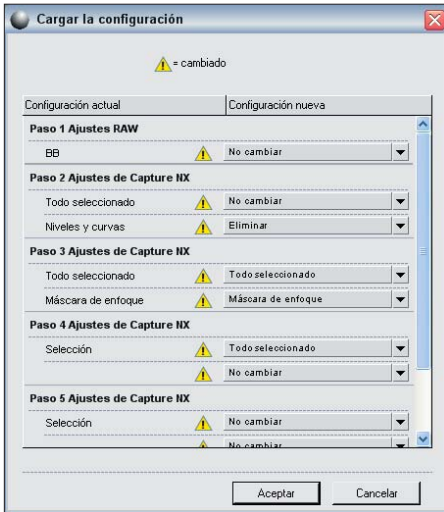 Cargar la configuración
= cambiado
Configuración actual Configuración nueva
Paso 1 Ajustes RAW
BB No cambiar
Paso 2 Ajustes de Capture NX
Todo seleccionado No cambiar
Niveles y curvas Eliminar
Paso 3 Ajustes de Capture NX
Todo seleccionado Todo seleccionado
Máscara de enfoque Máscara de enfoque
Paso 4 Ajustes de Capture NX
Selección Todo seleccionado
No cambiar
Paso 5 Ajustes de Capture NX
Selección No cambiar
No cambiar
Aceptar Cancelar